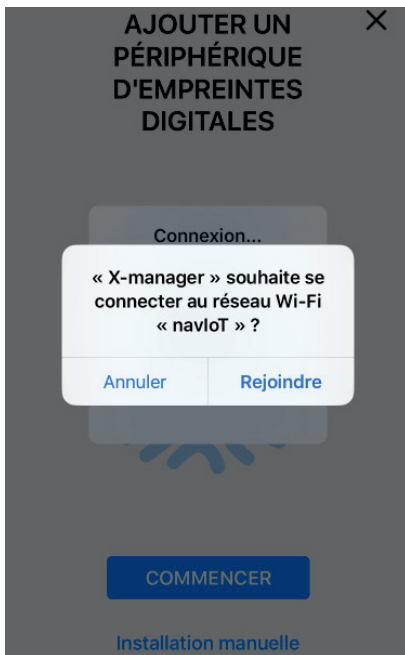 AJOUTER UN
PÉRIPHÉRIQUE
D'EMPREINTES
DIGITALES
Connexion...
« X-manager » souhaite se
connecter au réseau Wi-Fi
« navIoT » ?
Annuler
Rejoindre
COMMENCER
Installation manuelle